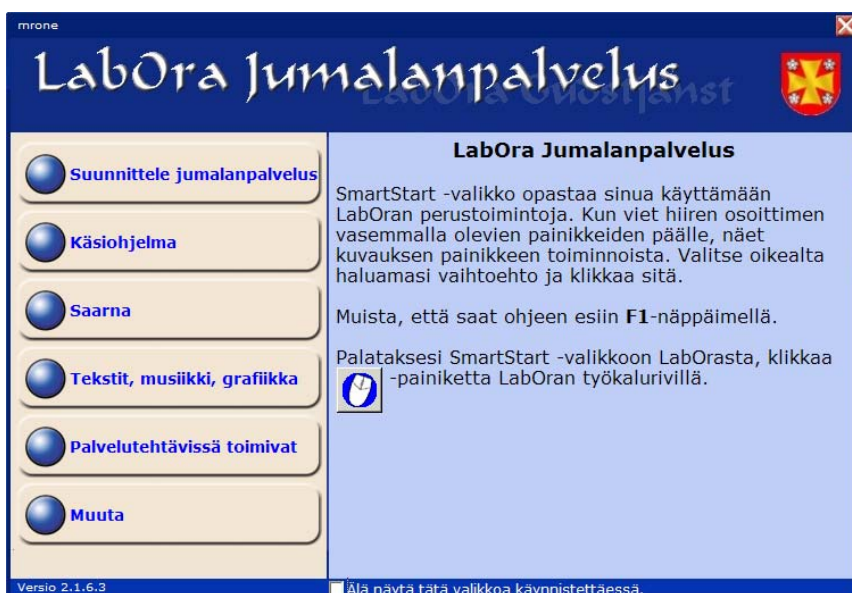 mrone
LabOra Jumalanpalvelus
LabOra Gudstjänst
Suunnittele jumalanpalvelus
Käsiohjelma
Saarna
Tekstit, musiikki, grafiikka
Palvelutehtävissä toimivat
Muuta
LabOra Jumalanpalvelus
SmartStart -valikko opastaa sinua käyttämään
LabOran perustoimintoja. Kun viet hiiren osoittimen
vasemmalla olevien painikkeiden päälle, näet
kuvauksen painikkeen toiminnoista. Valitse oikealta
haluamasi vaihtoehto ja klikkaa sitä.
Muista, että saat ohjeen esiin F1-näppäimellä.
Palataksesi SmartStart -valikkoon LabOrasta, klikkaa
-painiketta LabOran työkalurivillä.
Versio 2.1.6.3
Älä näytä tätä valikkoa käynnistettäessä.